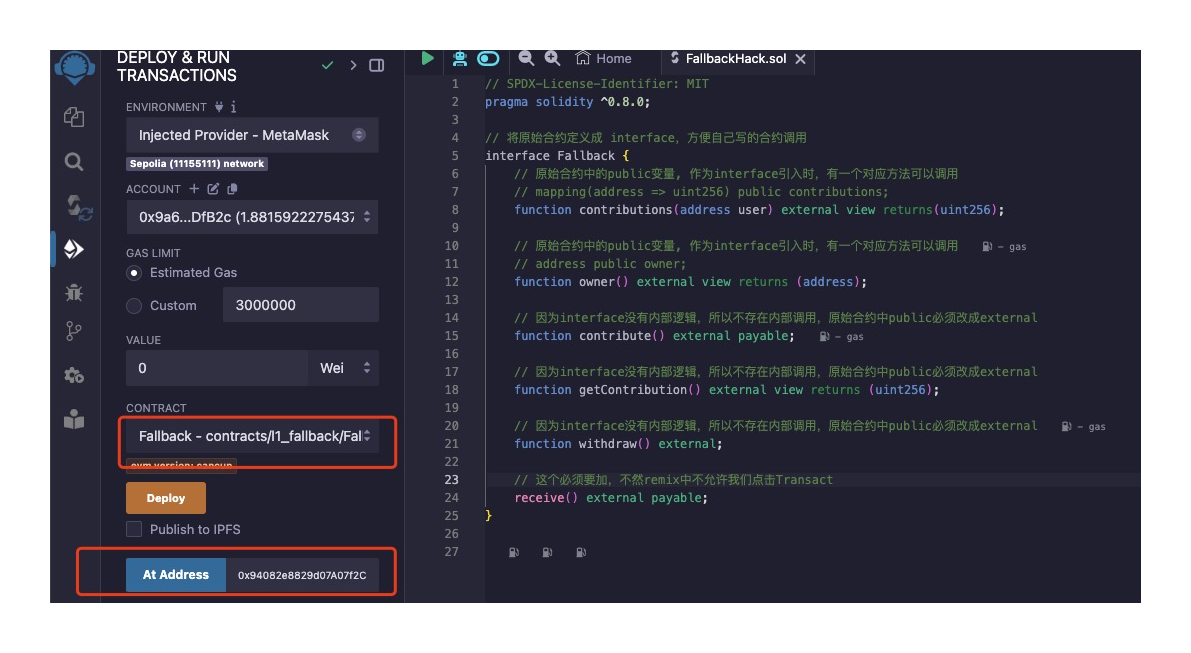 DEPLOY & RUN
TRANSACTIONS
ENVIRONMENT
Injected Provider - MetaMask
Sepolia (11155111) network
ACCOUNT
0x9a6...DfB2c (1.8815922275437
GAS LIMIT
Estimated Gas
Custom
3000000
VALUE
0
Wei
CONTRACT
Fallback - contracts/l1_fallback/Fal
evm version: cancun
Deploy
Publish to IPFS
At Address
0x94082e8829d07A07f2C
Home
FallbackHack.sol
1 // SPDX-License-Identifier: MIT
2 pragma solidity ^0.8.0;
3
4 // 将原始合约定义成 interface，方便自己写的合约调用
5 interface Fallback {
6 // 原始合约中的public变量, 作为interface引入时，有一个对应方法可以调用
7 // mapping(address => uint256) public contributions;
8 function contributions(address user) external view returns(uint256);
9
10 // 原始合约中的public变量, 作为interface引入时，有一个对应方法可以调用 - gas
11 // address public owner;
12 function owner() external view returns (address);
13
14 // 因为interface没有内部逻辑，所以不存在内部调用，原始合约中public必须改成external
15 function contribute() external payable; - gas
16
17 // 因为interface没有内部逻辑，所以不存在内部调用，原始合约中public必须改成external
18 function getContribution() external view returns (uint256);
19
20 // 因为interface没有内部逻辑，所以不存在内部调用，原始合约中public必须改成external - gas
21 function withdraw() external;
22
23 // 这个必须要加，不然remix中不允许我们点击Transact
24 receive() external payable;
25 }
26
27